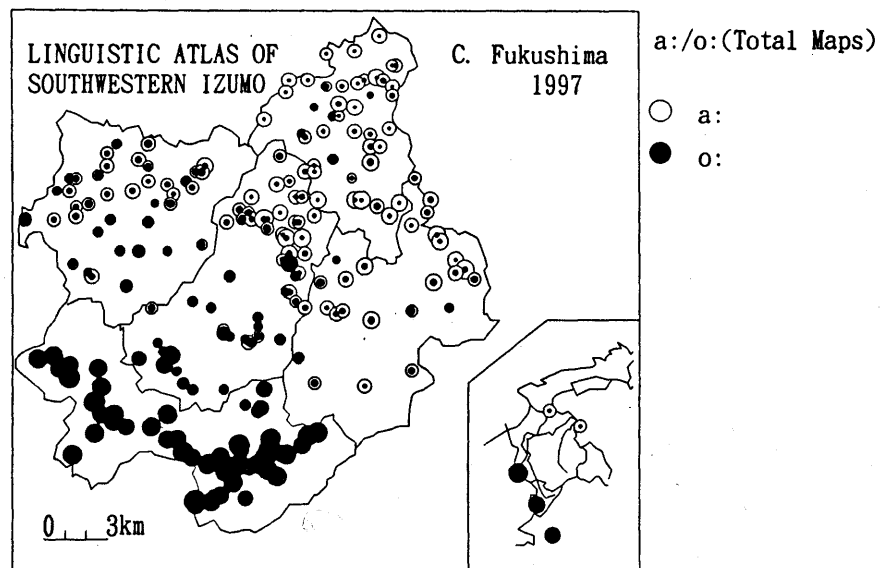 LINGUISTIC ATLAS OF
SOUTHWESTERN IZUMO
C. Fukushima
1997
a:/o:(Total Maps)
a:
o:
0 3km